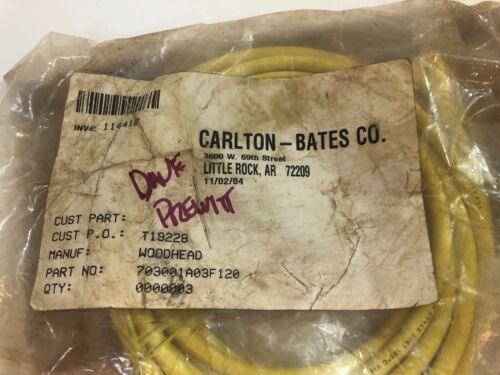 INV#: 114412
CARLTON-BATES CO.
3600 W. 69th Street
LITTLE ROCK, AR 72209
11/02/04
DAVE
PREWITT
CUST PART:
CUST P.O.: T19228
MANUF: WOODHEAD
PART NO: 703001A03F120
QTY: 0000003